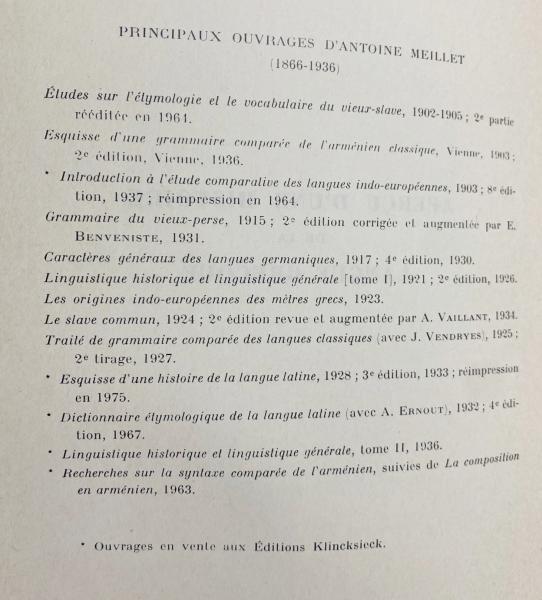 PRINCIPAUX OUVRAGES D'ANTOINE MEILLET
(1866-1936)
Études sur l'étymologie et le vocabulaire du vieux-slave, 1902-1905 ; 2e partie
rééditée en 1961.
Esquisse d'une grammaire comparée de l'arménien classique, Vienne, 1903 ;
2e édition, Vienne, 1936.
* Introduction à l'étude comparative des langues indo-européennes, 1903 ; 8e édi-
tion, 1937 ; réimpression en 1964.
Grammaire du vieux-perse, 1915 ; 2e édition corrigée et augmentée par E.
BENVENISTE, 1931.
Caractères généraux des langues germaniques, 1917 ; 4e édition, 1930.
Linguistique historique et linguistique générale [tome I], 1921 ; 2e édition, 1926.
Les origines indo-européennes des mètres grecs, 1923.
Le slave commun, 1924 ; 2e édition revue et augmentée par A. VAILLANT, 1934.
Traité de grammaire comparée des langues classiques (avec J. VENDRYES), 1925 ;
2e tirage, 1927.
* Esquisse d'une histoire de la langue latine, 1928 ; 3e édition, 1933 ; réimpression
en 1975.
* Dictionnaire étymologique de la langue latine (avec A. ERNOUT), 1932 ; 4e édi-
tion, 1967.
* Linguistique historique et linguistique générale, tome II, 1936.
* Recherches sur la syntaxe comparée de l'arménien, suivies de La composition
en arménien, 1963.
* Ouvrages en vente aux Éditions Klincksieck.